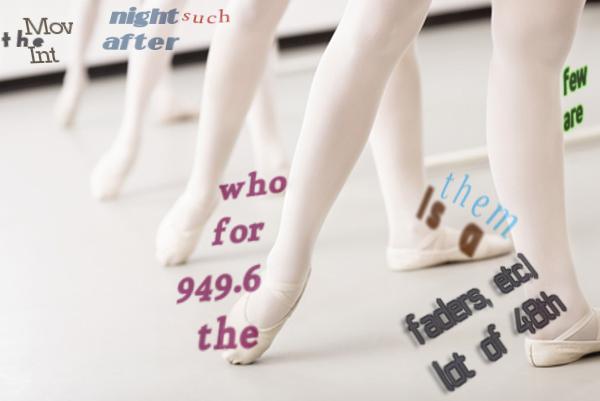 Mov
the
Int
night
such
after
few
are
who
for
949.6
the
them
Is a
faders, etc.)
lot of 48th